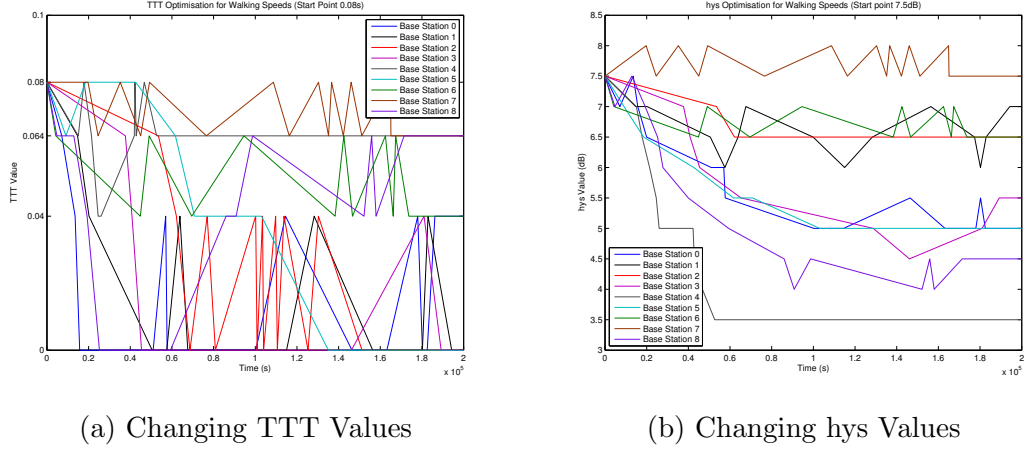 TTT Optimisation for Walking Speeds (Start Point 0.08s)
0.1
0.08
0.064
0.04
0
TTT Value
0 0.2 0.4 0.6 0.8 1 1.2 1.4 1.6 1.8 2
Time (s)
x 10^5
Base Station 0
Base Station 1
Base Station 2
Base Station 3
Base Station 4
Base Station 5
Base Station 6
Base Station 7
Base Station 8
(a) Changing TTT Values
hys Optimisation for Walking Speeds (Start point 7.5dB)
8.5
8
7.5
7
6.5
6
5.5
5
4.5
4
3.5
3
hys Value (dB)
0 0.2 0.4 0.6 0.8 1 1.2 1.4 1.6 1.8 2
Time (s)
x 10^5
Base Station 0
Base Station 1
Base Station 2
Base Station 3
Base Station 4
Base Station 5
Base Station 6
Base Station 7
Base Station 8
(b) Changing hys Values